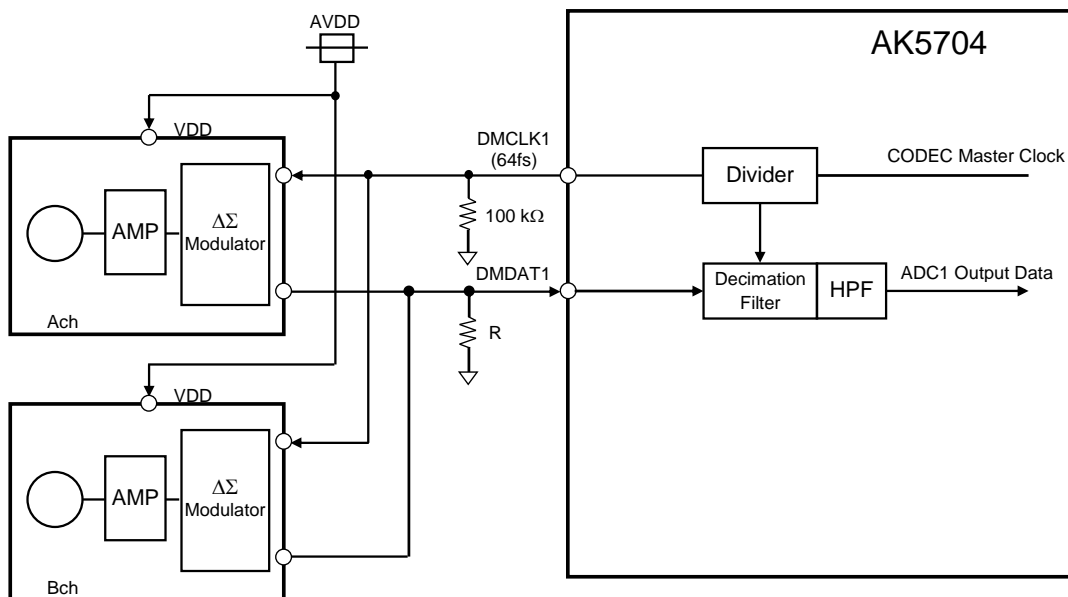 AVDD
AK5704
VDD
DMCLK1
(64fs)
CODEC Master Clock
Divider
AMP
ΔΣ
Modulator
100 kΩ
DMDAT1
ADC1 Output Data
Decimation
Filter
HPF
Ach
R
VDD
AMP
ΔΣ
Modulator
Bch